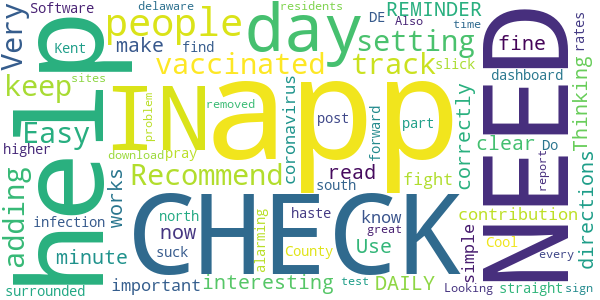 Software
delaware
residents
Very
people
day
REMINDER
DE
Also
time
Kent
make
find
setting
fine
rates
keep
vaccinated
track
slick
sites
help
IN
app
NEED
dashboard
Thinking
problem
removed
coronavirus
post
forward
part
correctly
clear
Do
Easy
higher
download
pray
read
fight
report
adding
works
Recommend
south
directions
CHECK
infection
north
now
alarming
haste
County
know
great
Use
simple
contribution
Cool
every
minute
suck
important
interesting
test
DAILY
surrounded
Looking
straight
sign